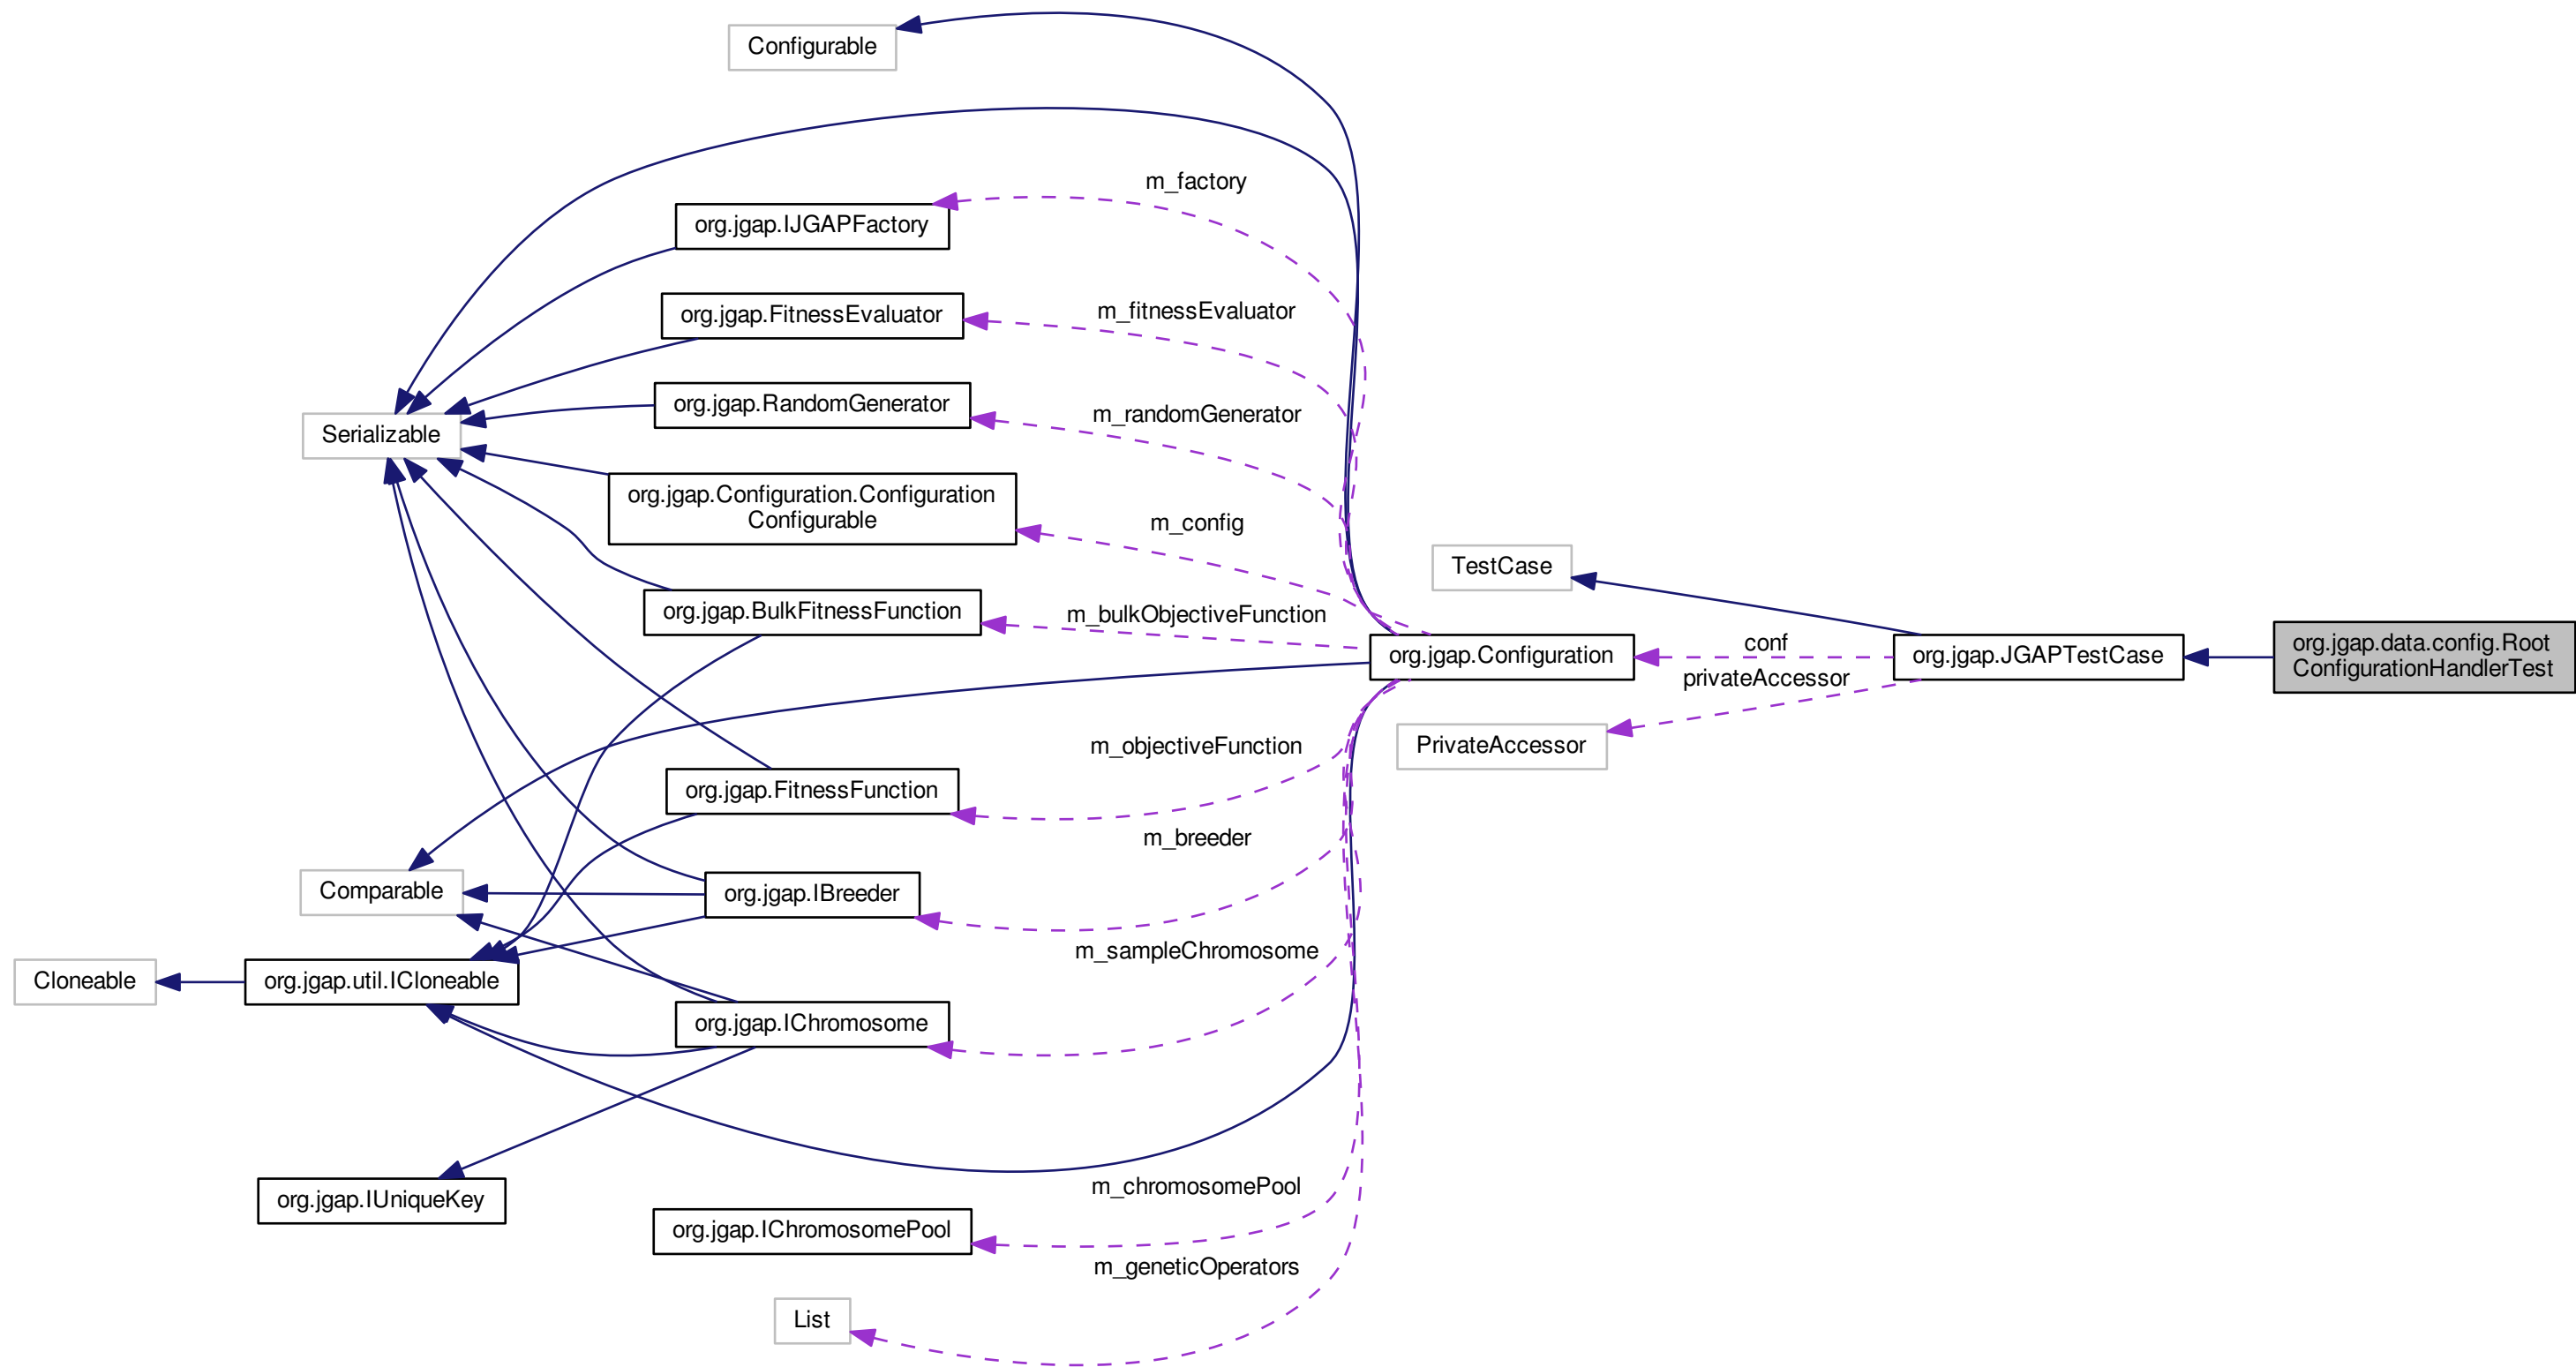 Configurable
m_factory
org.jgap.IJGAPFactory
m_fitnessEvaluator
org.jgap.FitnessEvaluator
m_randomGenerator
org.jgap.RandomGenerator
Serializable
org.jgap.Configuration.Configuration
Configurable
m_config
TestCase
org.jgap.BulkFitnessFunction
m_bulkObjectiveFunction
org.jgap.Configuration
conf
privateAccessor
org.jgap.JGAPTestCase
org.jgap.data.config.Root
ConfigurationHandlerTest
PrivateAccessor
m_objectiveFunction
org.jgap.FitnessFunction
m_breeder
Comparable
org.jgap.IBreeder
m_sampleChromosome
Cloneable
org.jgap.util.ICloneable
org.jgap.IChromosome
m_chromosomePool
org.jgap.IUniqueKey
org.jgap.IChromosomePool
m_geneticOperators
List